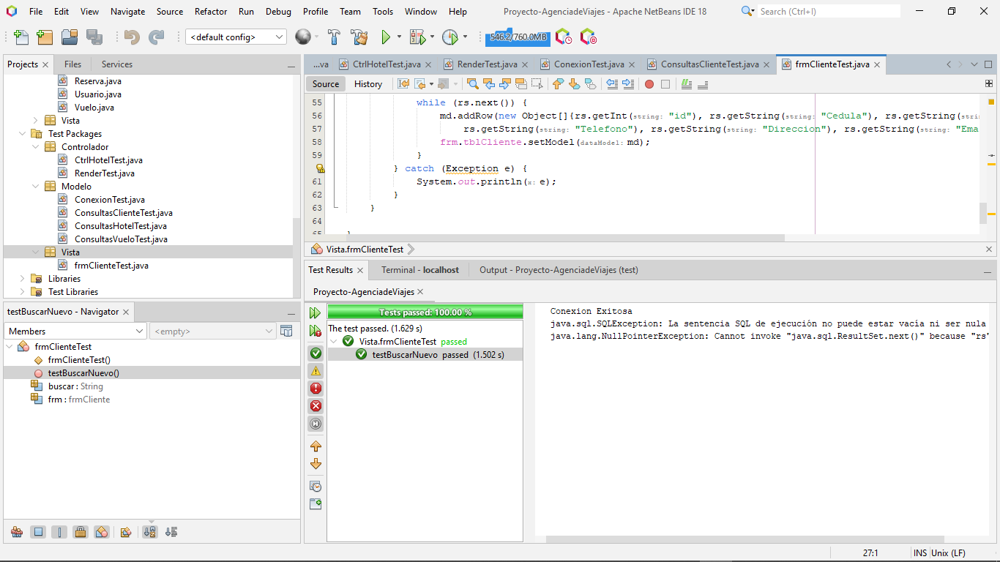 File Edit View Navigate Source Refactor Run Debug Profile Team Tools Window Help Proyecto-AgenciadeViajes - Apache NetBeans IDE 18 Search (Ctrl+I)
<default config> 546.2/760.0MB
Projects Files Services
Reserva.java
Usuario.java
Vuelo.java
Vista
Test Packages
Controlador
CtrlHotelTest.java
RenderTest.java
Modelo
ConexionTest.java
ConsultasClienteTest.java
ConsultasHotelTest.java
ConsultasVueloTest.java
Vista
frmClienteTest.java
Libraries
Test Libraries
...va CtrlHotelTest.java RenderTest.java ConexionTest.java ConsultasClienteTest.java frmClienteTest.java
Source History
55 while (rs.next()) {
56 md.addRow(new Object[]{rs.getInt(string: "id"), rs.getString(string: "Cedula"), rs.getString(strin
57 rs.getString(string: "Telefono"), rs.getString(string: "Direccion"), rs.getString(string: "Ema
58 frm.tblCliente.setModel(dataModel: md);
59 }
} catch (Exception e) {
61 System.out.println(x: e);
62 }
63 }
64
65 }
Vista.frmClienteTest
testBuscarNuevo - Navigator
Members <empty>
frmClienteTest
frmClienteTest()
testBuscarNuevo()
buscar : String
frm : frmCliente
Test Results Terminal - localhost Output - Proyecto-AgenciadeViajes (test)
Proyecto-AgenciadeViajes
Tests passed: 100.00 %
The test passed. (1.629 s)
Vista.frmClienteTest passed
testBuscarNuevo passed (1.502 s)
Conexion Exitosa
java.sql.SQLException: La sentencia SQL de ejecución no puede estar vacía ni ser nula
java.lang.NullPointerException: Cannot invoke "java.sql.ResultSet.next()" because "rs"
27:1 INS Unix (LF)